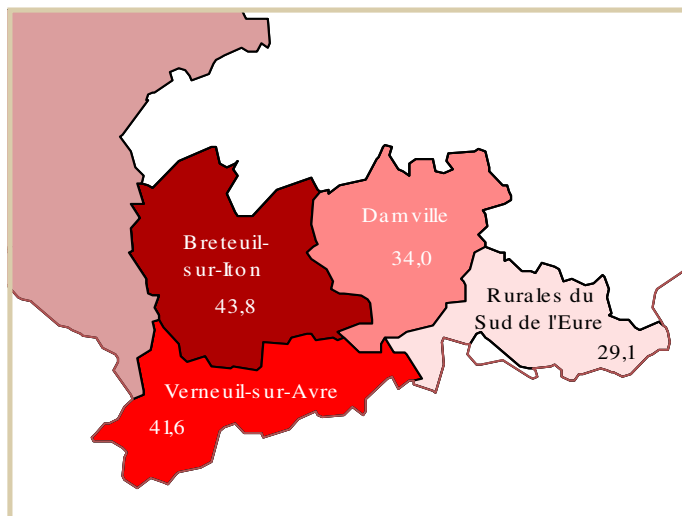 Damville
34,0
Breteuil-
sur-Iton
43,8
Rurales du
Sud de l'Eure
29,1
Verneuil-sur-Avre
41,6